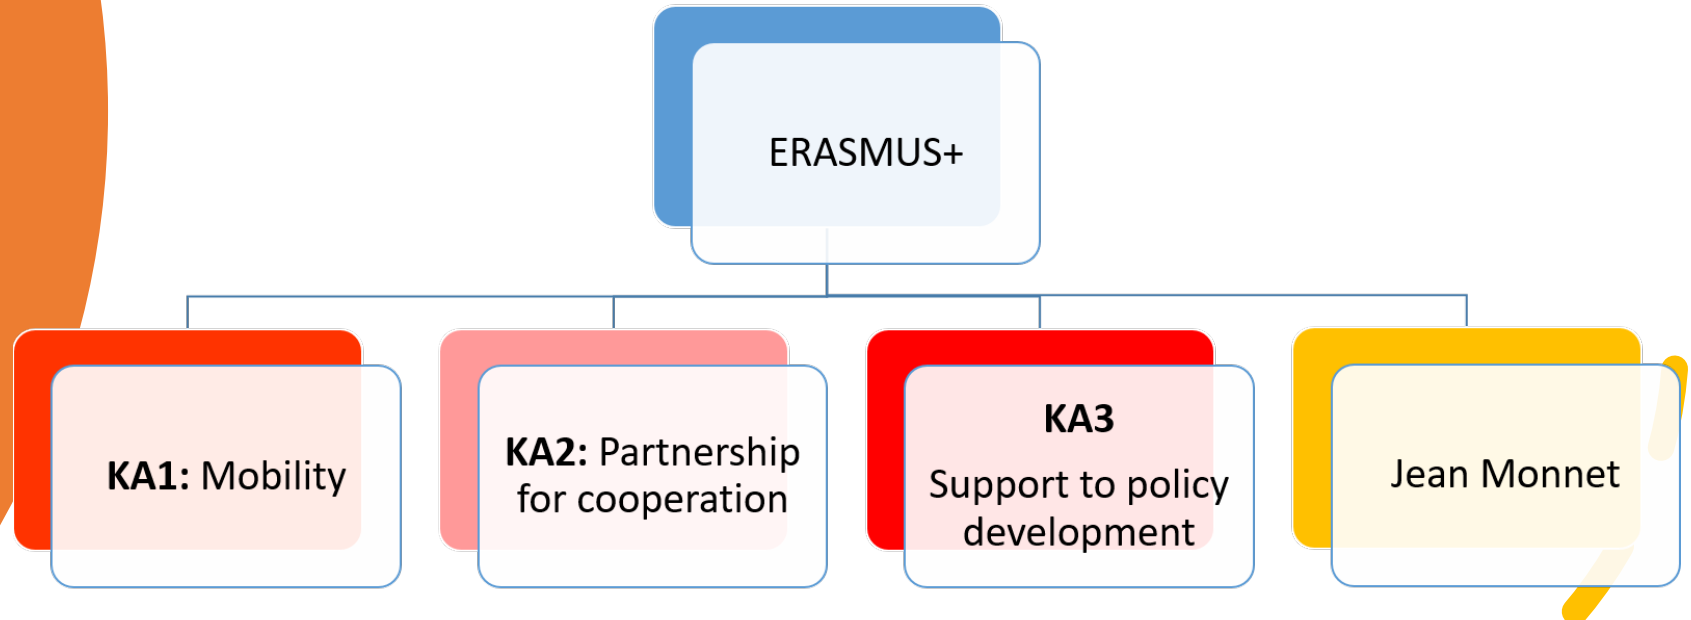 ERASMUS+
KA1: Mobility
KA2: Partnership
for cooperation
KA3
Support to policy
development
Jean Monnet